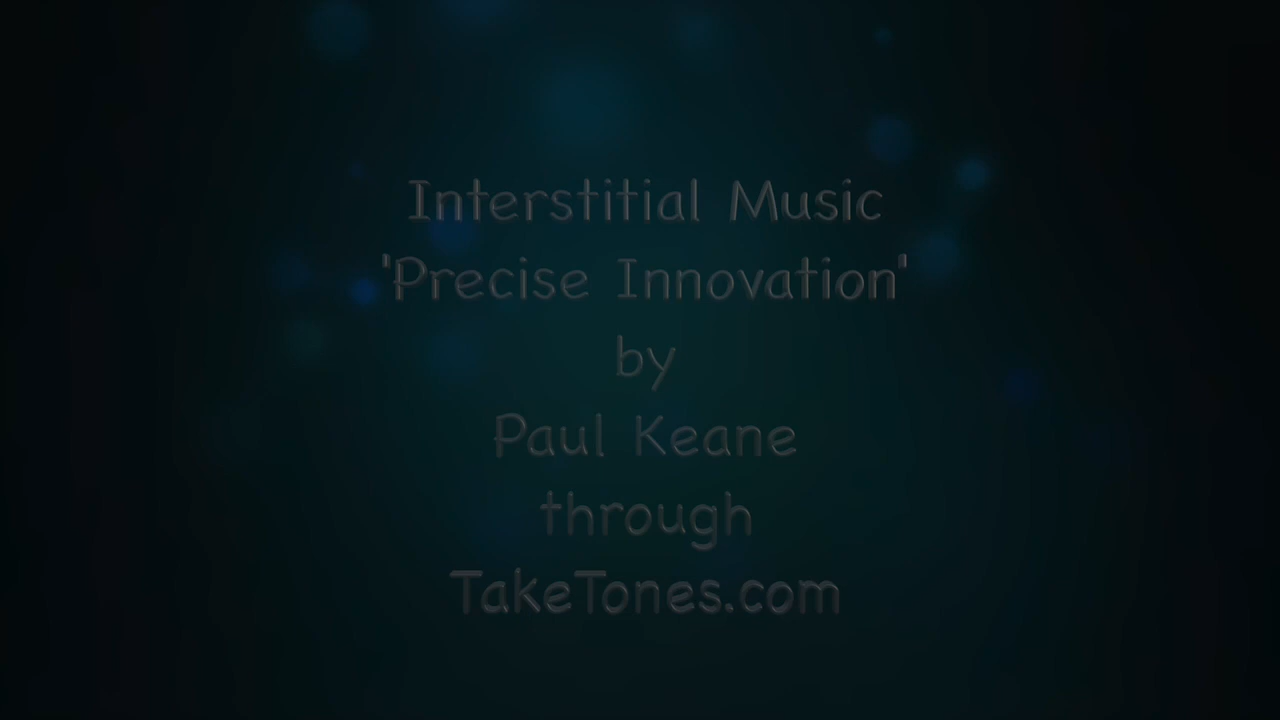 Interstitial Music
'Precise Innovation'
by
Paul Keane
through
TakeTones.com